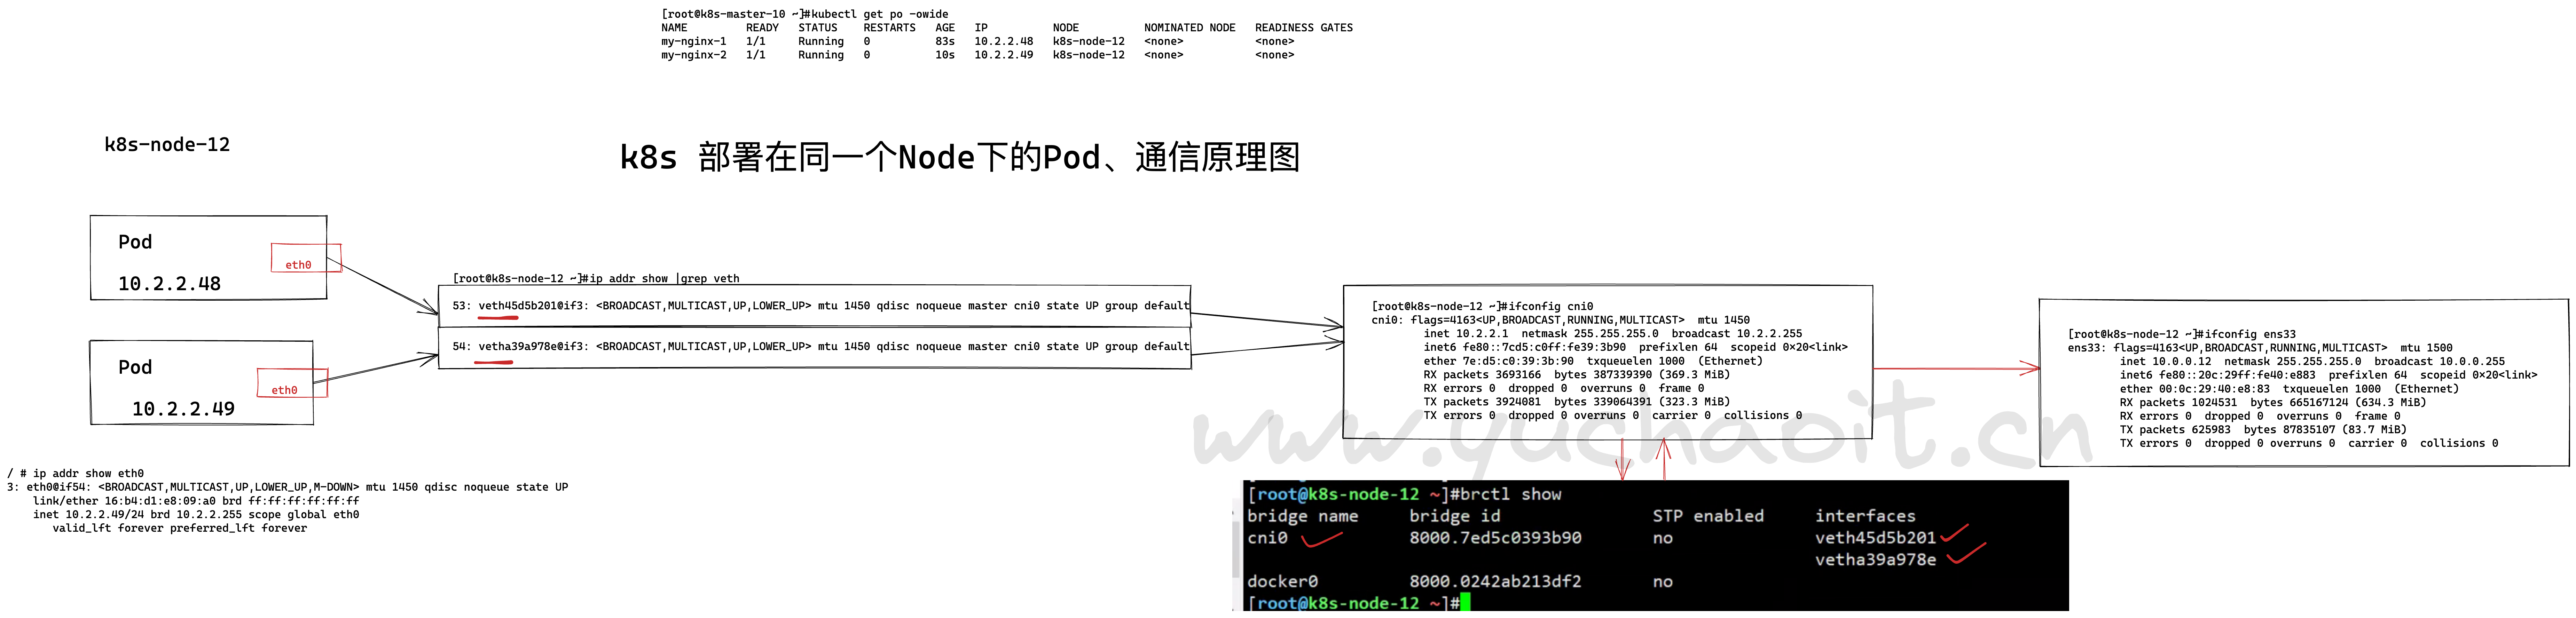 [root@k8s-master-10 ~]#kubectl get po -owide
NAME READY STATUS RESTARTS AGE IP NODE NOMINATED NODE READINESS GATES
my-nginx-1 1/1 Running 0 83s 10.2.2.48 k8s-node-12 <none> <none>
my-nginx-2 1/1 Running 0 10s 10.2.2.49 k8s-node-12 <none> <none>
k8s-node-12
k8s 部署在同一个Node下的Pod、通信原理图
Pod
eth0
10.2.2.48
Pod
eth0
10.2.2.49
/ # ip addr show eth0
3: eth0@if54: <BROADCAST,MULTICAST,UP,LOWER_UP,M-DOWN> mtu 1450 qdisc noqueue state UP
link/ether 16:b4:d1:e8:09:a0 brd ff:ff:ff:ff:ff:ff
inet 10.2.2.49/24 brd 10.2.2.255 scope global eth0
valid_lft forever preferred_lft forever
[root@k8s-node-12 ~]#ip addr show |grep veth
53: veth45d5b201@if3: <BROADCAST,MULTICAST,UP,LOWER_UP> mtu 1450 qdisc noqueue master cni0 state UP group default
54: vetha39a978e@if3: <BROADCAST,MULTICAST,UP,LOWER_UP> mtu 1450 qdisc noqueue master cni0 state UP group default
[root@k8s-node-12 ~]#ifconfig cni0
cni0: flags=4163<UP,BROADCAST,RUNNING,MULTICAST> mtu 1450
inet 10.2.2.1 netmask 255.255.255.0 broadcast 10.2.2.255
inet6 fe80::7cd5:c0ff:fe39:3b90 prefixlen 64 scopeid 0×20<link>
ether 7e:d5:c0:39:3b:90 txqueuelen 1000 (Ethernet)
RX packets 3693166 bytes 387339390 (369.3 MiB)
RX errors 0 dropped 0 overruns 0 frame 0
TX packets 3924081 bytes 339064391 (323.3 MiB)
TX errors 0 dropped 0 overruns 0 carrier 0 collisions 0
[root@k8s-node-12 ~]#ifconfig ens33
ens33: flags=4163<UP,BROADCAST,RUNNING,MULTICAST> mtu 1500
inet 10.0.0.12 netmask 255.255.255.0 broadcast 10.0.0.255
inet6 fe80::20c:29ff:fe40:e883 prefixlen 64 scopeid 0×20<link>
ether 00:0c:29:40:e8:83 txqueuelen 1000 (Ethernet)
RX packets 1024531 bytes 665167124 (634.3 MiB)
RX errors 0 dropped 0 overruns 0 frame 0
TX packets 625983 bytes 87835107 (83.7 MiB)
TX errors 0 dropped 0 overruns 0 carrier 0 collisions 0
www.yuchaoit.cn
[root@k8s-node-12 ~]#brctl show
bridge name bridge id STP enabled interfaces
cni0 8000.7ed5c0393b90 no veth45d5b201
vetha39a978e
docker0 8000.0242ab213df2 no
[root@k8s-node-12 ~]#